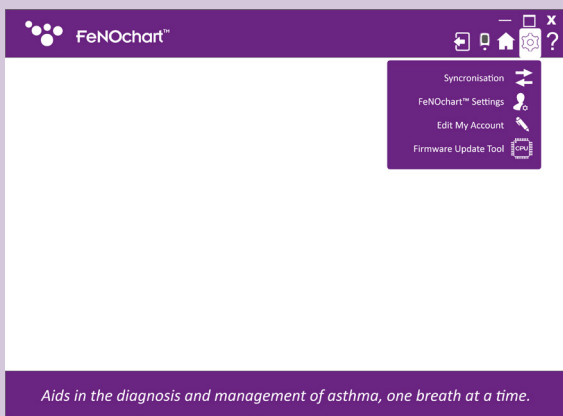 FeNOchart™
X
?
Syncronisation
FeNOchart™ Settings
Edit My Account
Firmware Update Tool
CPU
Aids in the diagnosis and management of asthma, one breath at a time.